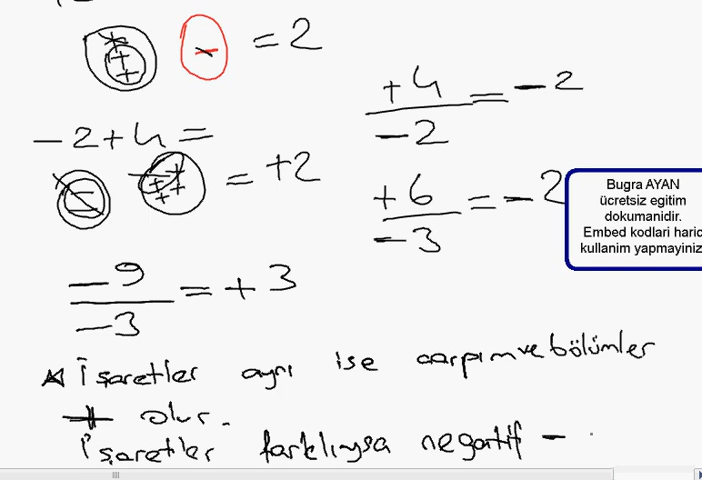 = 2
-2+4=
= +2
-9/-3 = +3
+4/-2 = -2
+6/-3 = -2
Bugra AYAN
ücretsiz egitim
dokumanidir.
Embed kodlari haric
kullanim yapmayiniz
İşaretler aynı ise carpım ve bölümler
+ olur.
İşaretler farklıysa negatif -